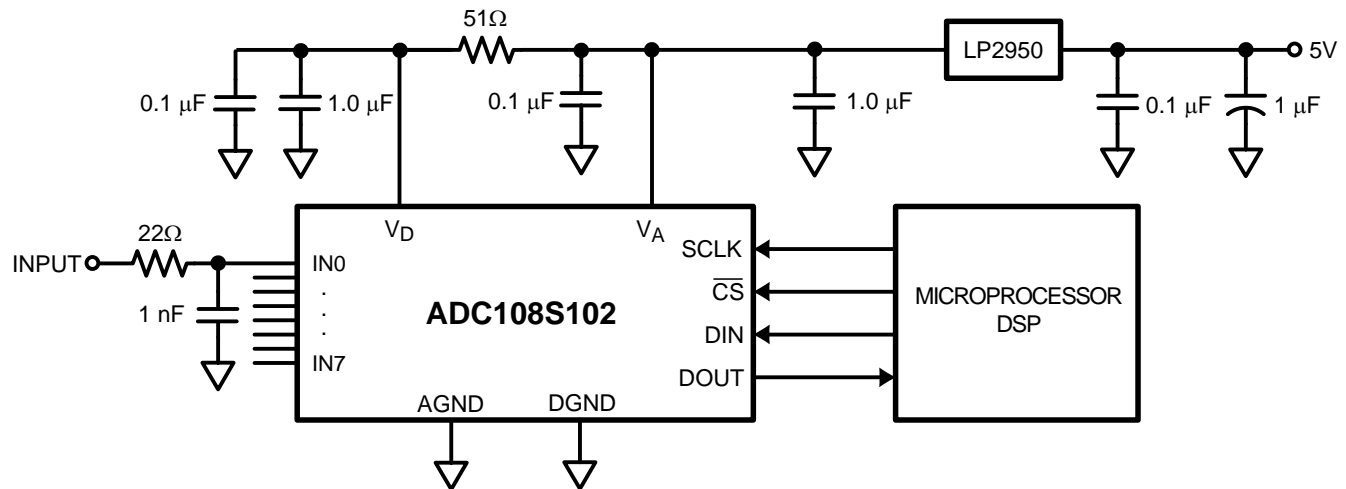 51Ω
LP2950
5V
0.1 μF
1.0 μF
0.1 μF
1.0 μF
0.1 μF
1 μF
V_D
V_A
22Ω
INPUT
IN0
.
.
.
IN7
1 nF
ADC108S102
SCLK
C̅S̅
DIN
DOUT
MICROPROCESSOR
DSP
AGND
DGND